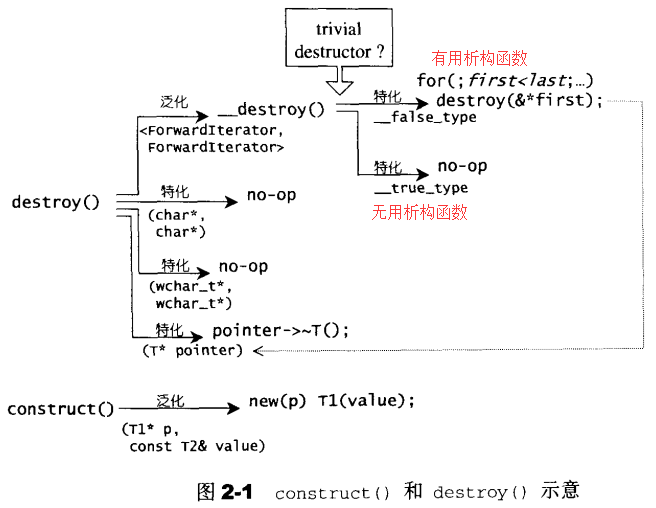 trivial
destructor ?
有用析构函数
for(;first<last;…)
泛化
__destroy()
特化
destroy(&*first);
__false_type
<ForwardIterator,
ForwardIterator>
特化
no-op
__true_type
无用析构函数
destroy()
特化
no-op
(char*,
char*)
特化
no-op
(wchar_t*,
wchar_t*)
特化
pointer->~T();
(T* pointer)
construct()
泛化
new(p) T1(value);
(T1* p,
const T2& value)
图 2-1 construct() 和 destroy() 示意